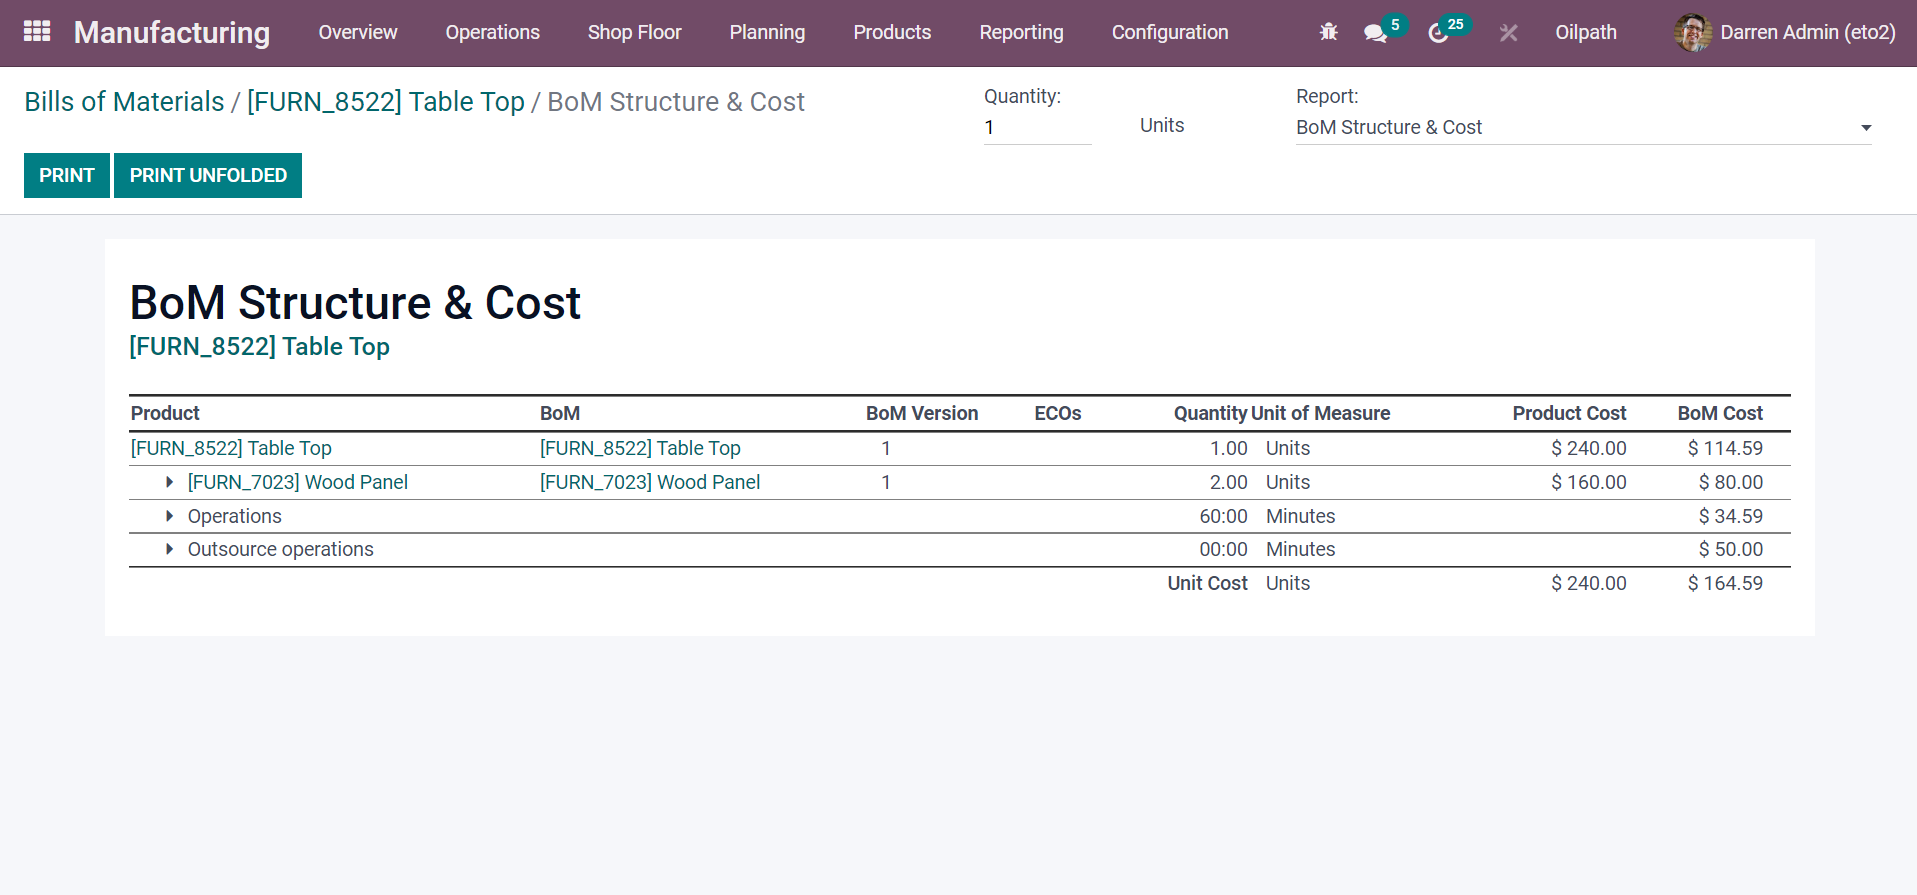 Manufacturing Overview Operations Shop Floor Planning Products Reporting Configuration 5 25 Oilpath Darren Admin (eto2)
Bills of Materials / [FURN_8522] Table Top / BoM Structure & Cost
Quantity:
1 Units
Report:
BoM Structure & Cost
PRINT PRINT UNFOLDED
BoM Structure & Cost
[FURN_8522] Table Top
Product BoM BoM Version ECOs Quantity Unit of Measure Product Cost BoM Cost
[FURN_8522] Table Top [FURN_8522] Table Top 1 1.00 Units $ 240.00 $ 114.59
[FURN_7023] Wood Panel [FURN_7023] Wood Panel 1 2.00 Units $ 160.00 $ 80.00
Operations 60:00 Minutes $ 34.59
Outsource operations 00:00 Minutes $ 50.00
Unit Cost Units $ 240.00 $ 164.59